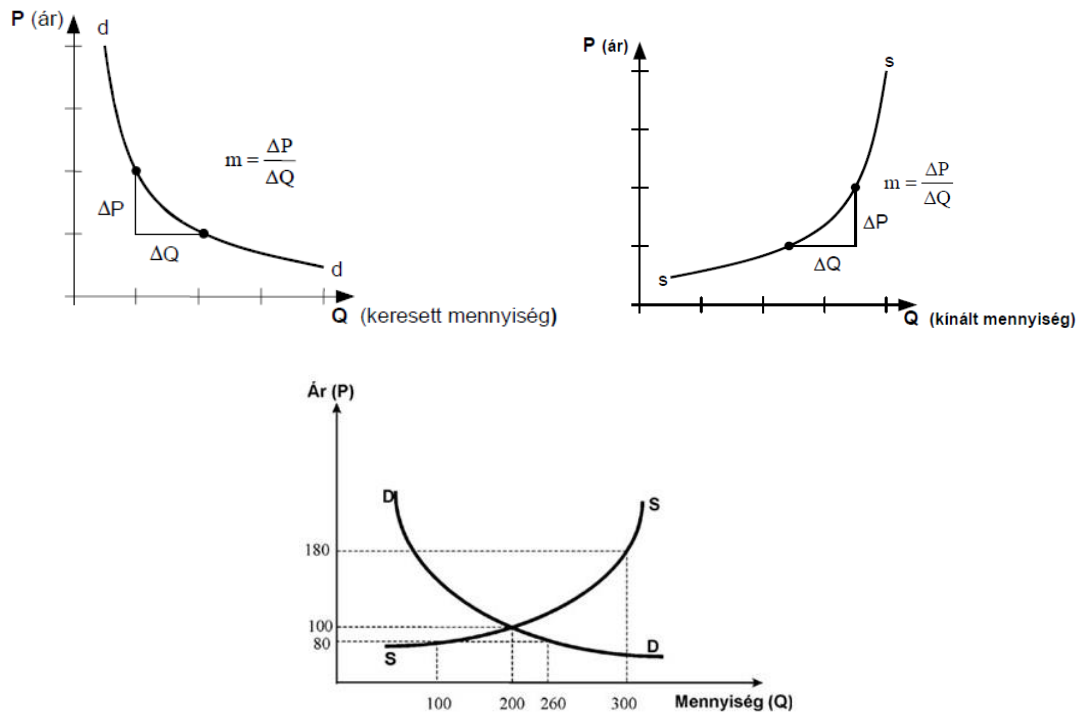 P (ár)
d
m = ΔP
ΔQ
ΔP
ΔQ
d
Q (keresett mennyiség)
P (ár)
s
m = ΔP
ΔQ
ΔP
ΔQ
s
Q (kínált mennyiség)
Ár (P)
D
S
180
100
80
S
D
100
200
260
300
Mennyiség (Q)